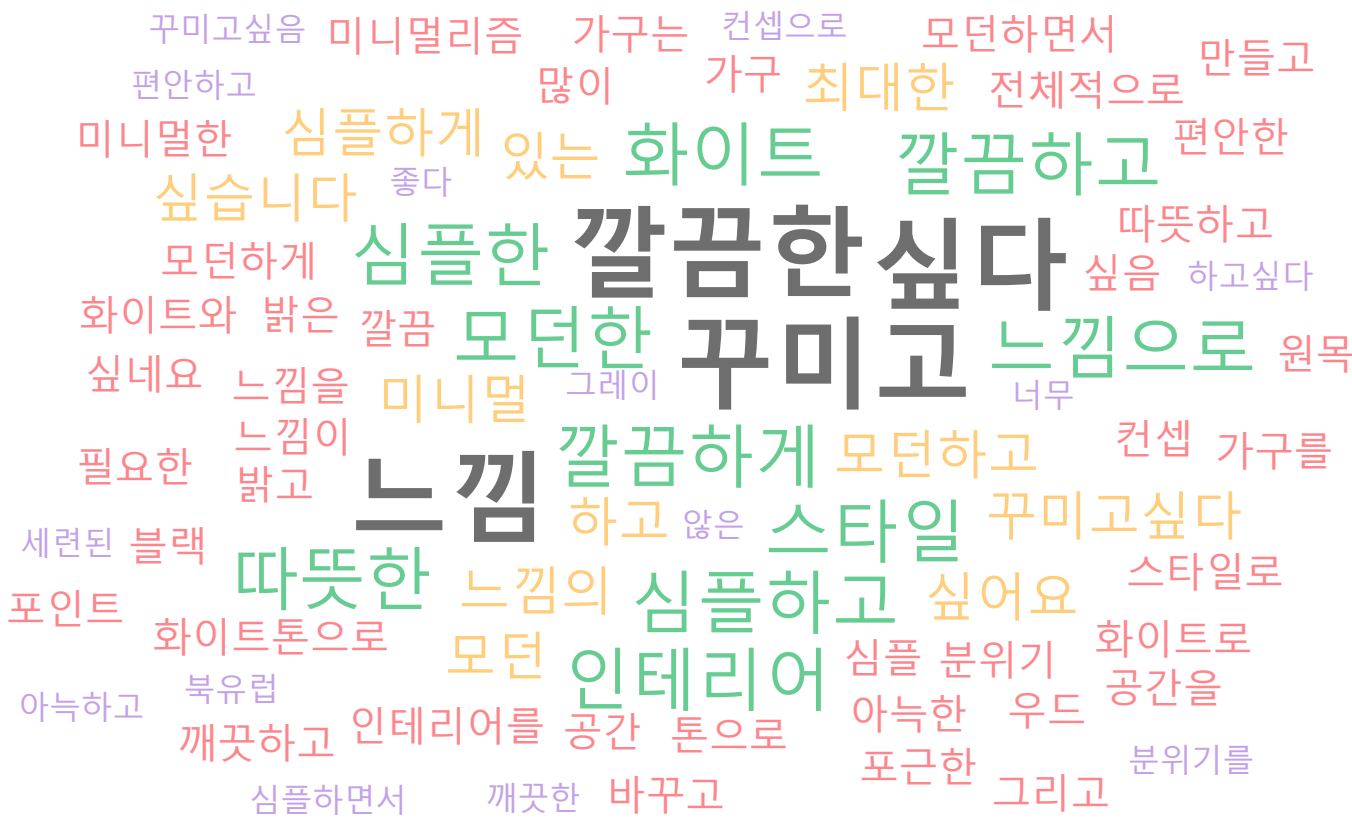 꾸미고싶음 미니멀리즘 가구는 컨셉으로 모던하면서 만들고
편안하고 많이 가구 최대한 전체적으로
미니멀한 심플하게 있는 화이트 깔끔하고 편안한
싶습니다 좋다 심플한 깔끔한 싶다 따뜻하고
모던하게 싶음 하고싶다
화이트와 밝은 깔끔 모던한 꾸미고 느낌으로 원목
싶네요 느낌을 미니멀 그레이 너무
필요한 느낌이 깔끔하게 모던하고 컨셉 가구를
밝고 느낌 하고 않은 스타일 꾸미고싶다
세련된 블랙 따뜻한 느낌의 심플하고 싶어요 스타일로
포인트 화이트톤으로 모던 인테리어 심플 분위기 화이트로
아늑하고 북유럽 공간을
깨끗하고 인테리어를 공간 톤으로 아늑한 우드
심플하면서 깨끗한 바꾸고 포근한 그리고 분위기를